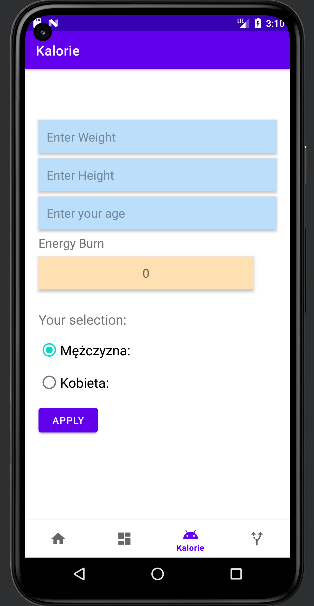 3:10
Kalorie
Enter Weight
Enter Height
Enter your age
Energy Burn
0
Your selection:
Mężczyzna:
Kobieta:
APPLY
Kalorie